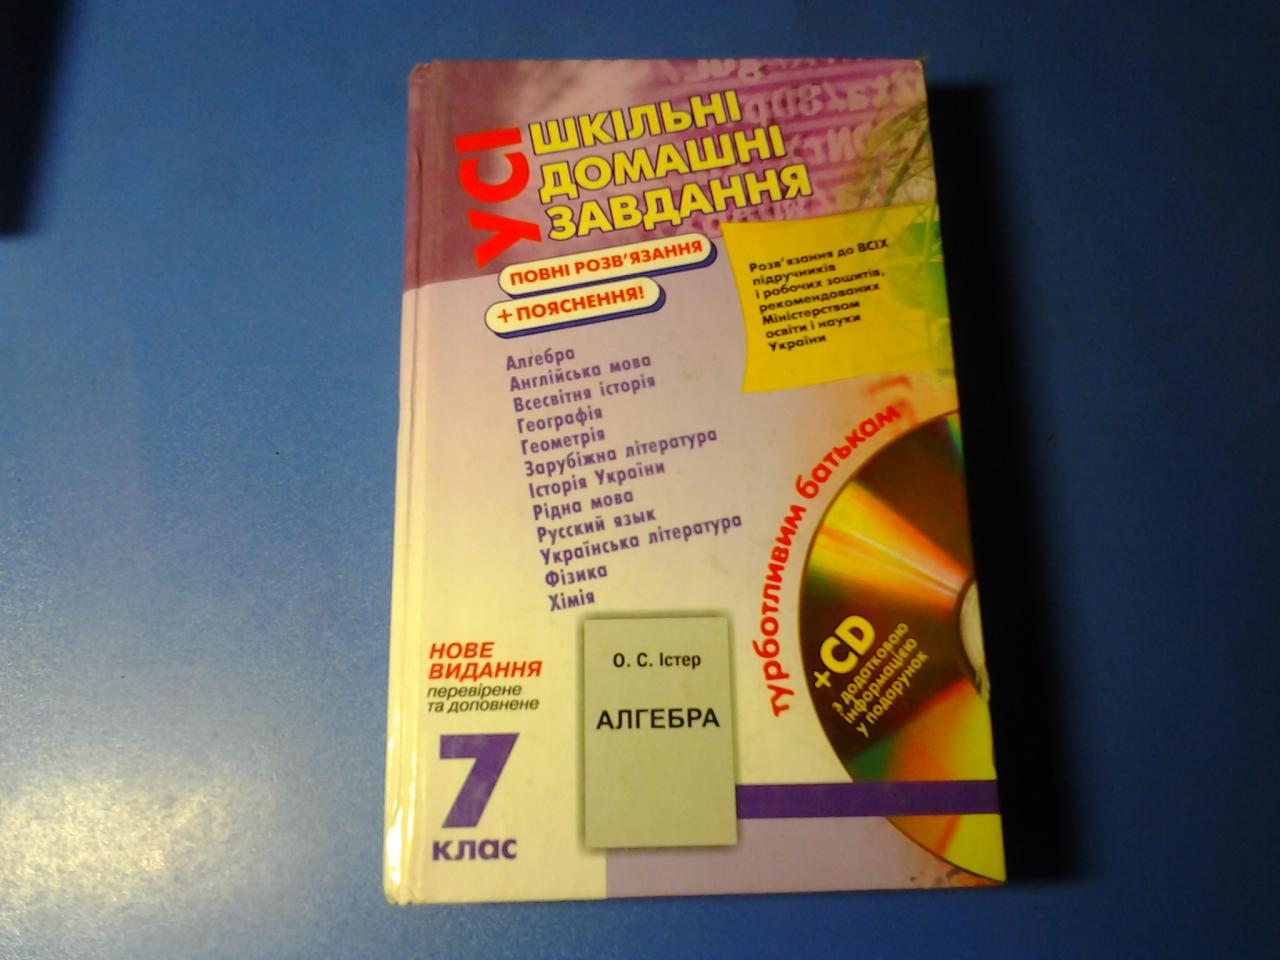 УСІ
ШКІЛЬНІ
ДОМАШНІ
ЗАВДАННЯ
ПОВНІ РОЗВ'ЯЗАННЯ
+ ПОЯСНЕННЯ!
Розв'язання до ВСІХ
підручників
і робочих зошитів,
рекомендованих
Міністерством
освіти і науки
України
Алгебра
Англійська мова
Всесвітня історія
Географія
Геометрія
Зарубіжна література
Історія України
Рідна мова
Русский язык
Українська література
Фізика
Хімія
турботливим батькам
+CD
з додатковою
інформацією
у подарунок
НОВЕ
ВИДАННЯ
перевірене
та доповнене
7
клас
О. С. Істер
АЛГЕБРА